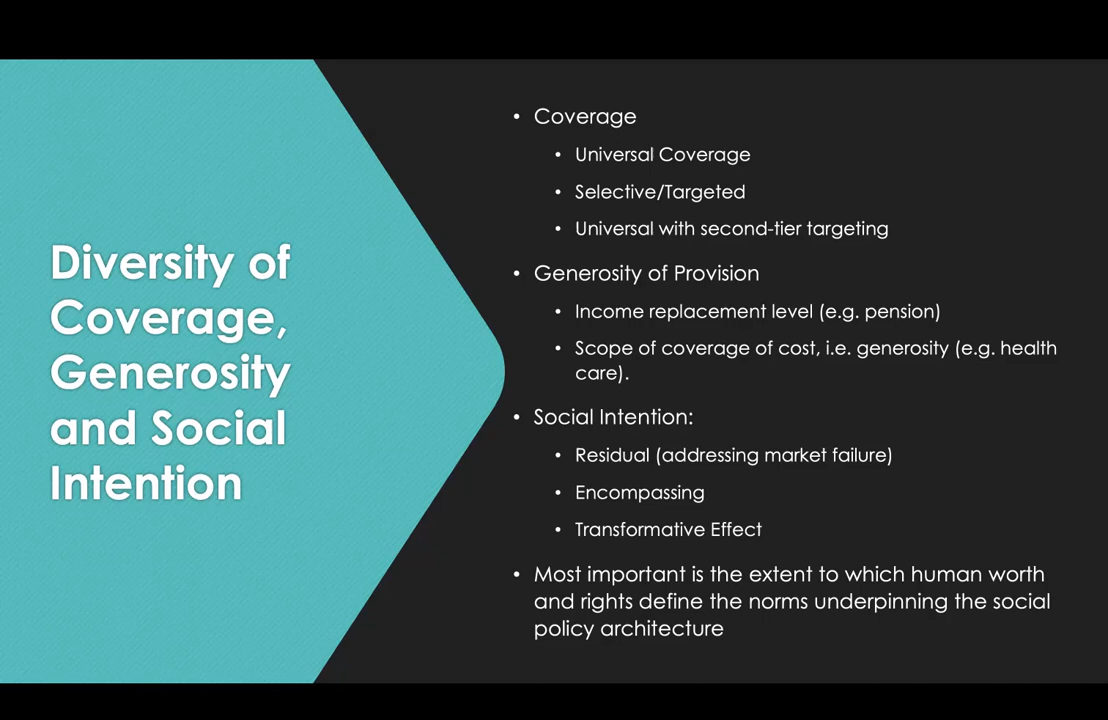 Diversity of
Coverage,
Generosity
and Social
Intention
• Coverage
• Universal Coverage
• Selective/Targeted
• Universal with second-tier targeting
• Generosity of Provision
• Income replacement level (e.g. pension)
• Scope of coverage of cost, i.e. generosity (e.g. health
care).
• Social Intention:
• Residual (addressing market failure)
• Encompassing
• Transformative Effect
• Most important is the extent to which human worth
and rights define the norms underpinning the social
policy architecture